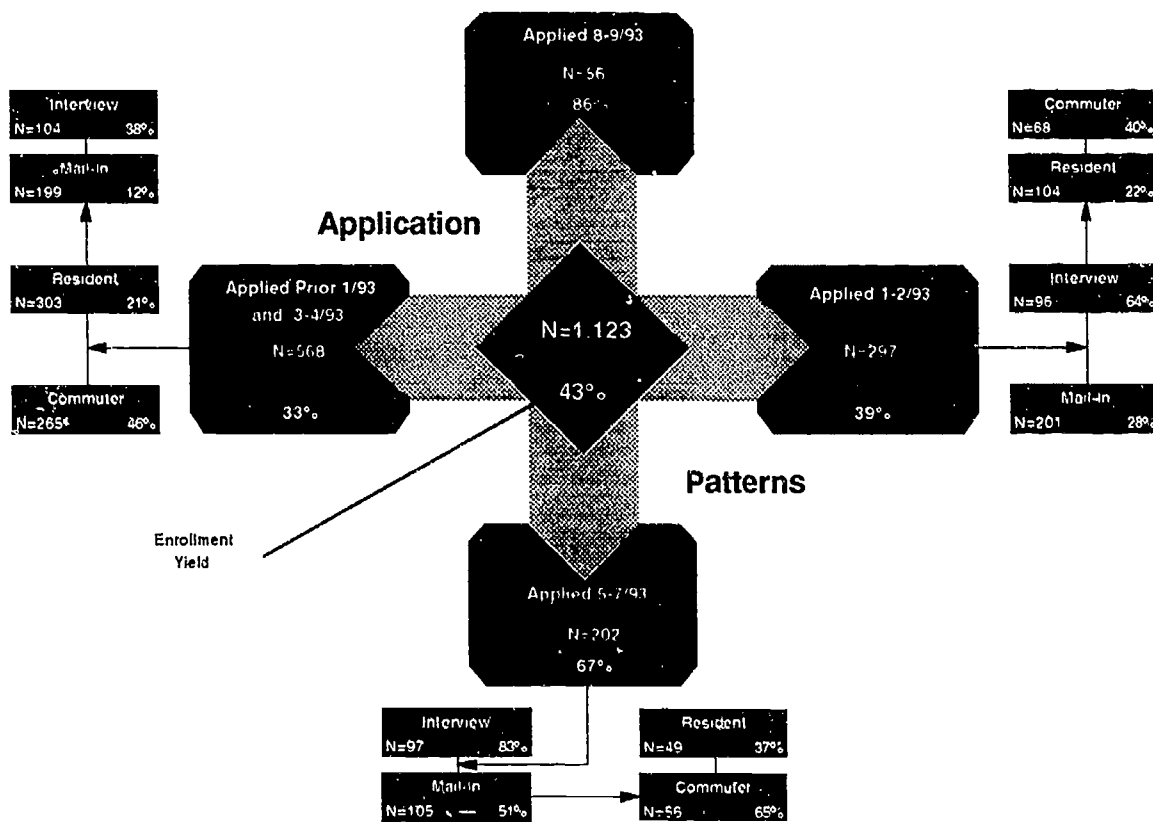 Applied 8-9/93
N=56
86%
Interview
N=104 38%
Mail-In
N=199 12%
Commuter
N=68 40%
Resident
N=104 22%
Application
Resident
N=303 21%
Applied Prior 1/93
and 3-4/93
N=568
33%
N=1.123
43%
Applied 1-2/93
N=297
39%
Interview
N=96 64%
Commuter
N=265 46%
Mail-In
N=201 28%
Patterns
Enrollment
Yield
Applied 5-7/93
N=202
67%
Interview
N=97 83%
Resident
N=49 37%
Mail-In
N=105 51%
Commuter
N=56 65%